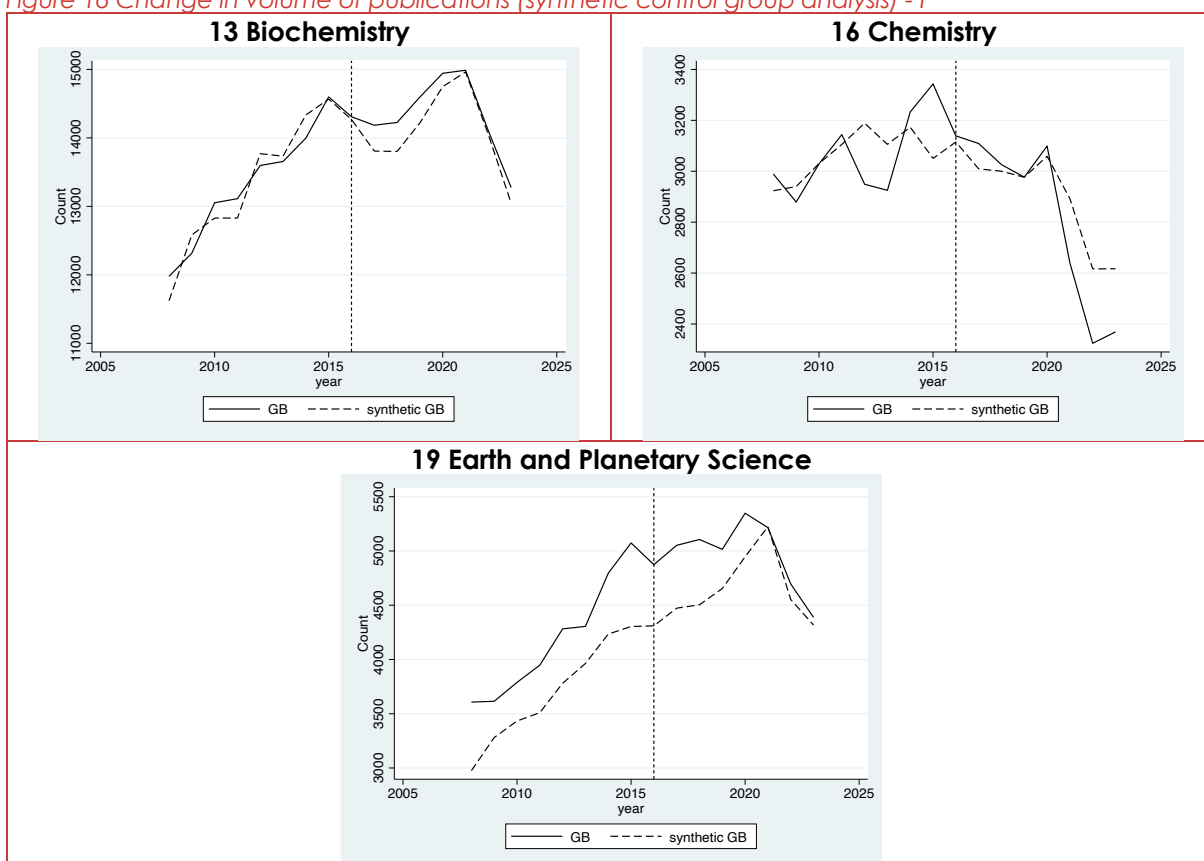 Figure 16 Change in volume of publications (synthetic control group analysis) -1
13 Biochemistry
15000
14000
13000
12000
11000
Count
2005 2010 2015 2020 2025
year
GB synthetic GB
16 Chemistry
3400
3200
3000
2800
2600
2400
Count
2005 2010 2015 2020 2025
year
GB synthetic GB
19 Earth and Planetary Science
5500
5000
4500
4000
3500
3000
Count
2005 2010 2015 2020 2025
year
GB synthetic GB